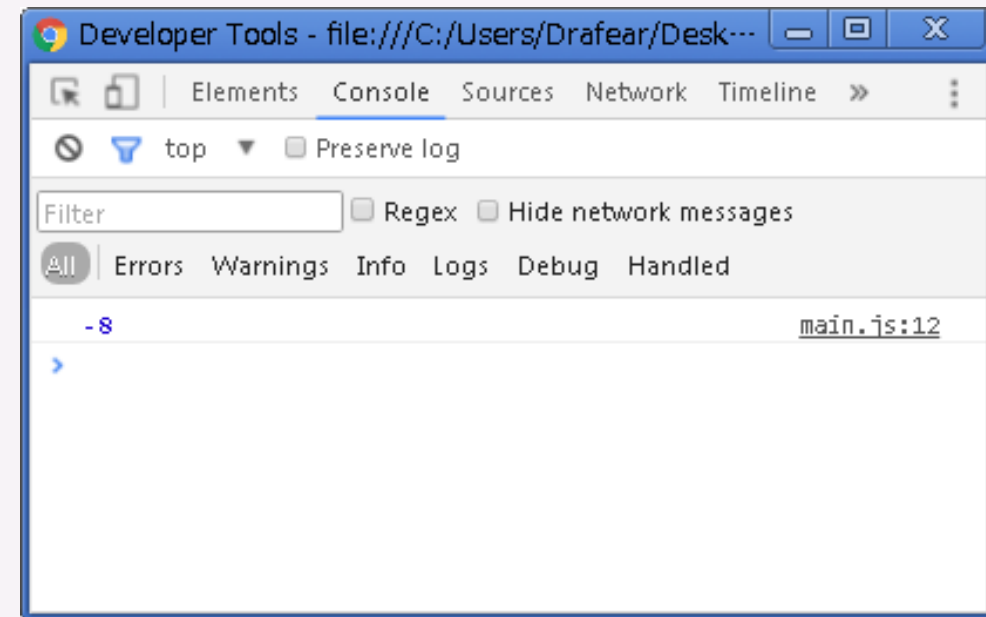 Developer Tools - file:///C:/Users/Drafear/Desk···
Elements Console Sources Network Timeline »
top ▼ Preserve log
Filter Regex Hide network messages
All Errors Warnings Info Logs Debug Handled
-8 main.js:12
>